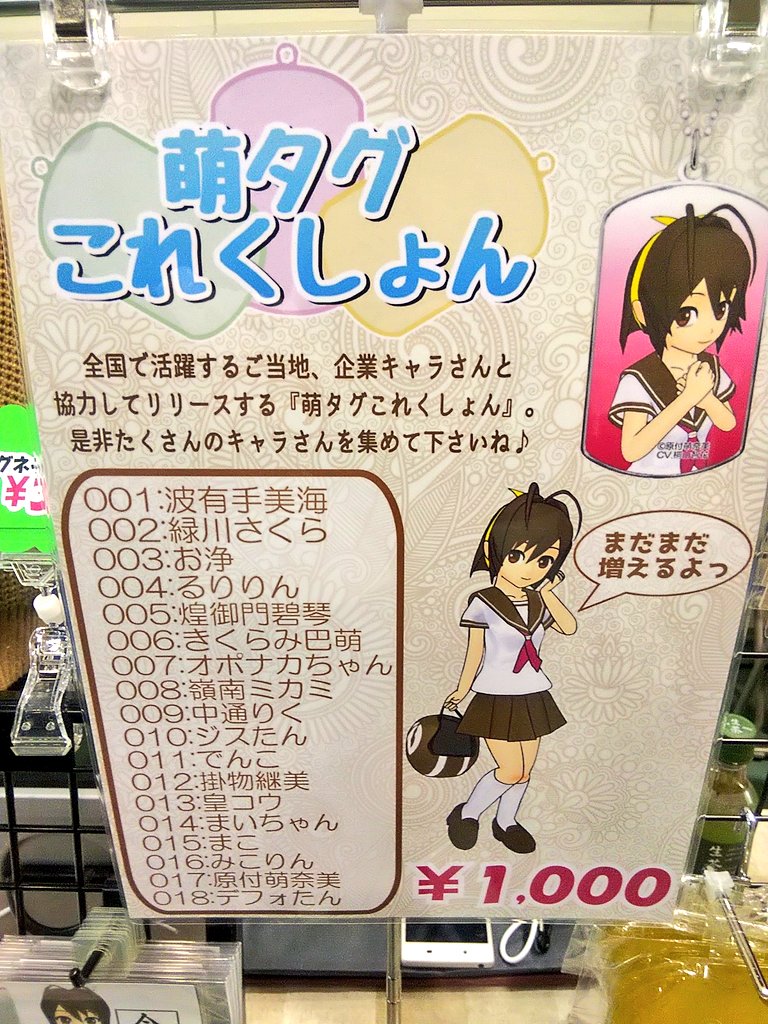 萌タグ
これくしょん
全国で活躍するご当地、企業キャラさんと
協力してリリースする『萌タグこれくしょん』。
是非たくさんのキャラさんを集めて下さいね♪
©原付萌奈美
CV.
001:波有手美海
002:緑川さくら
003:お浄
004:るりりん
005:煌御門碧琴
006:きくらみ巴萌
007:オポナカちゃん
008:嶺南ミカミ
009:中通りく
010:ジスたん
011:でんこ
012:掛物継美
013:皇コウ
014:まいちゃん
015:まこ
016:みこりん
017:原付萌奈美
018:デフォたん
まだまだ
増えるよっ
¥1,000
グネ
¥